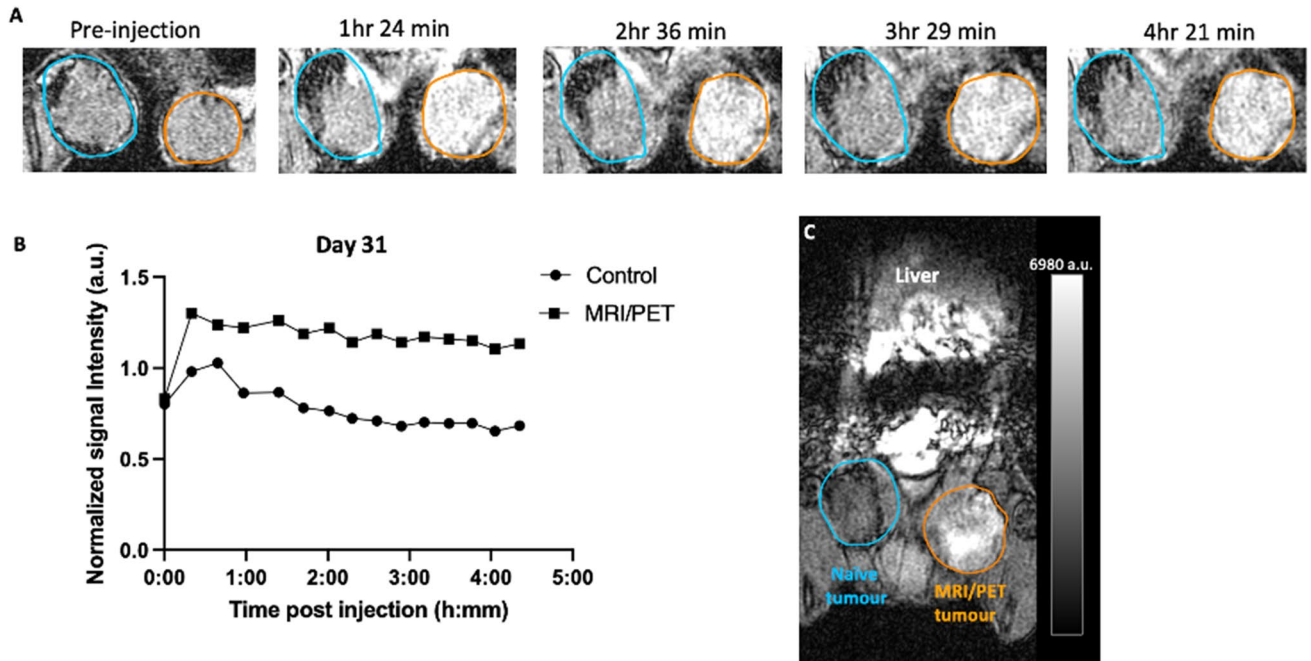 A
Pre-injection
1hr 24 min
2hr 36 min
3hr 29 min
4hr 21 min
B
Day 31
Normalized signal Intensity (a.u.)
1.5
1.0
0.5
0.0
0:00 1:00 2:00 3:00 4:00 5:00
Time post injection (h:mm)
Control
MRI/PET
C
Liver
6980 a.u.
Naïve
tumour
MRI/PET
tumour